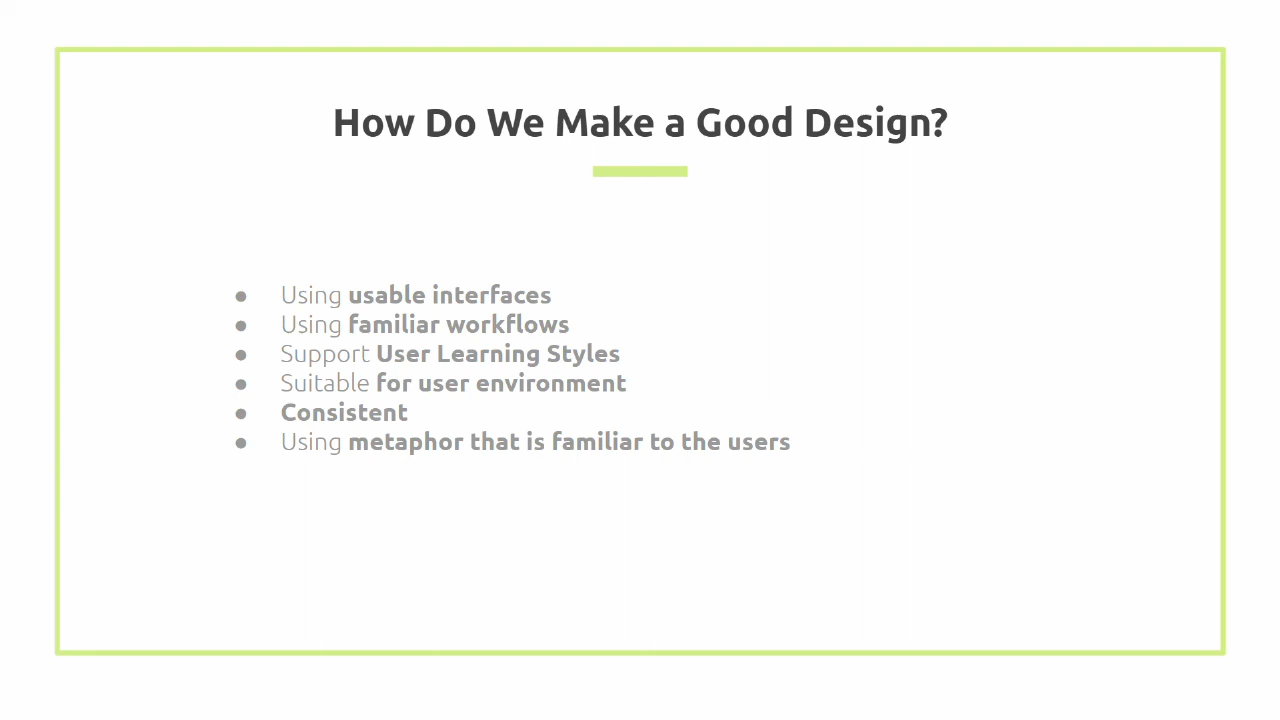 How Do We Make a Good Design?
● Using usable interfaces
● Using familiar workflows
● Support User Learning Styles
● Suitable for user environment
● Consistent
● Using metaphor that is familiar to the users